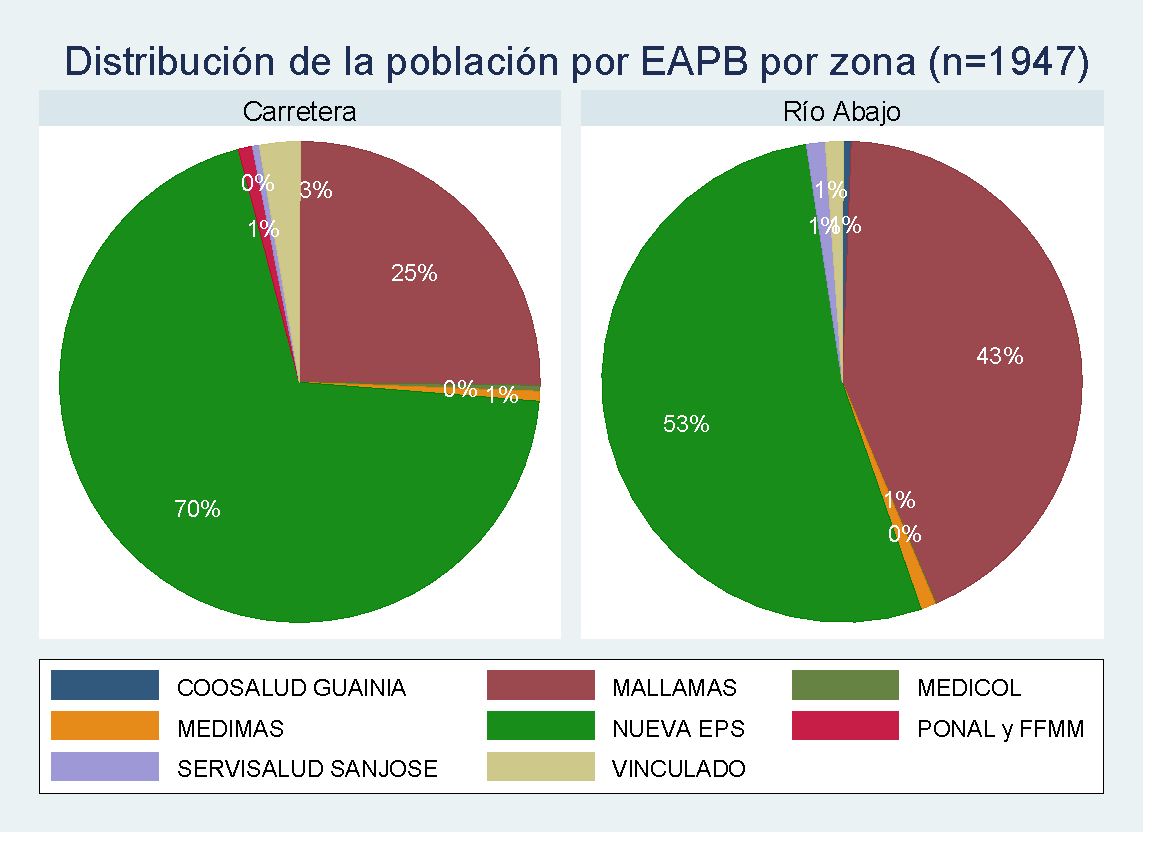 Distribución de la población por EAPB por zona (n=1947)
Carretera
Río Abajo
0%
3%
1%
25%
0%
1%
70%
1%
1%
1%
43%
53%
1%
0%
COOSALUD GUAINIA
MALLAMAS
MEDICOL
MEDIMAS
NUEVA EPS
PONAL y FFMM
SERVISALUD SANJOSE
VINCULADO